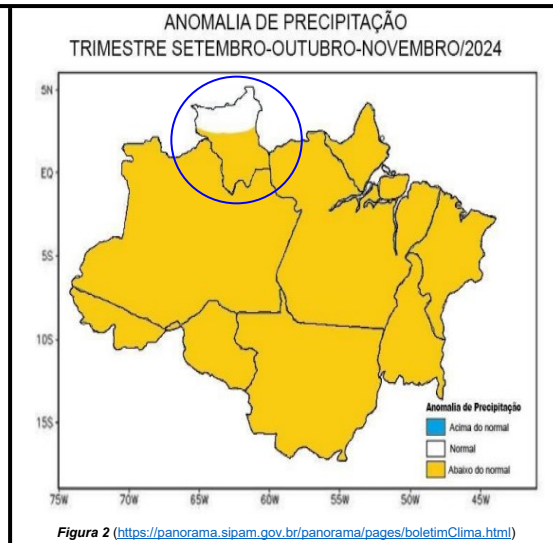 ANOMALIA DE PRECIPITAÇÃO
TRIMESTRE SETEMBRO-OUTUBRO-NOVEMBRO/2024
5N
EQ
5S
10S
15S
Anomalia de Precipitação
Acima do normal
Normal
Abaixo do normal
75W 70W 65W 60W 55W 50W 45W
Figura 2 (https://panorama.sipam.gov.br/panorama/pages/boletimClima.html)